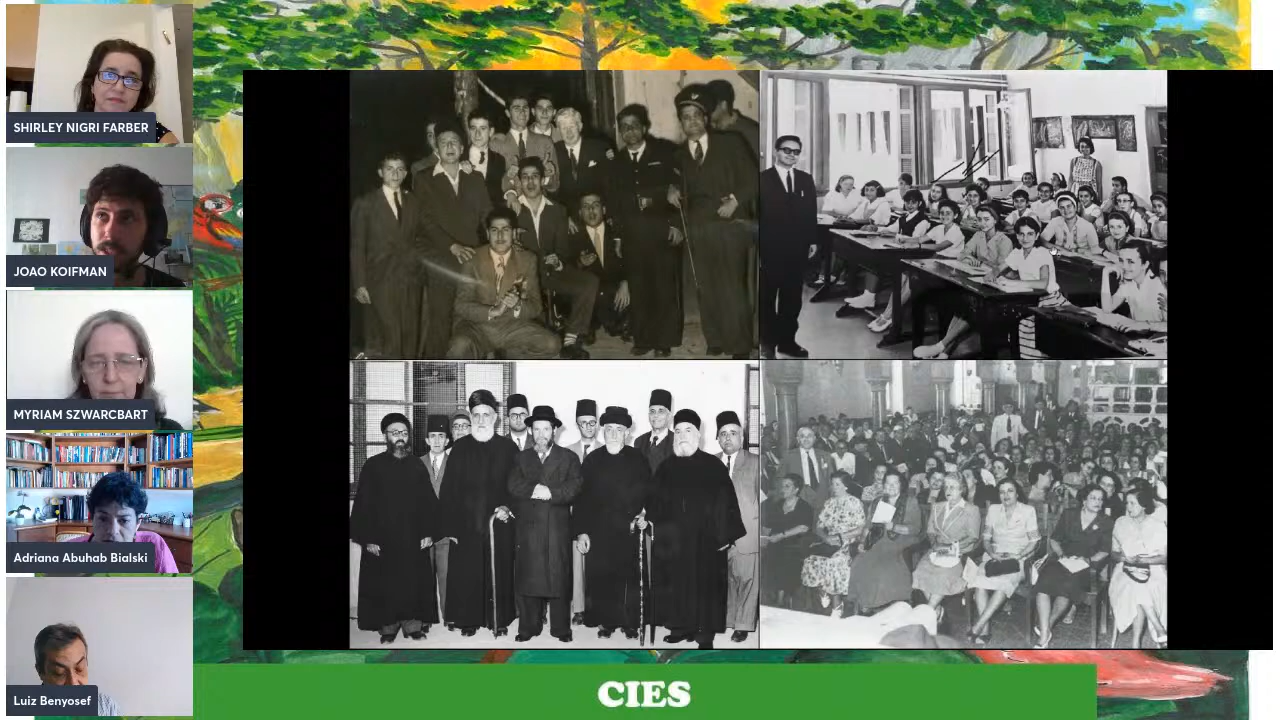 SHIRLEY NIGRI FARBER
JOAO KOIFMAN
MYRIAM SZWARCBART
Adriana Abuhab Bialski
Luiz Benyosef
CIES